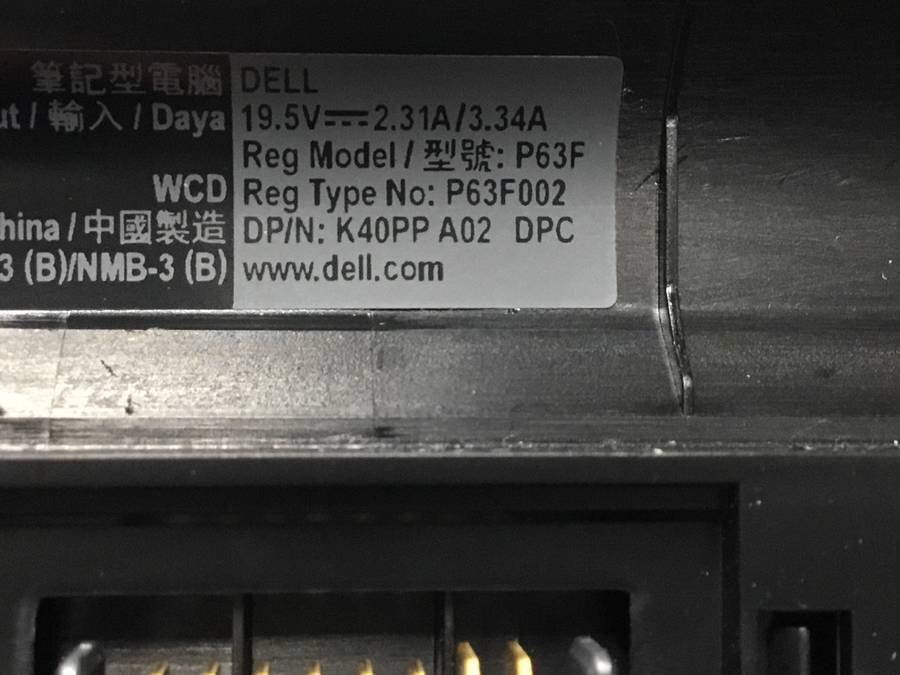 筆記型電腦 DELL
ut / 輸入 / Daya 19.5V⎓2.31A/3.34A
Reg Model / 型號: P63F
WCD Reg Type No: P63F002
hina / 中國製造 DP/N: K40PP A02 DPC
3 (B)/NMB-3 (B) www.dell.com